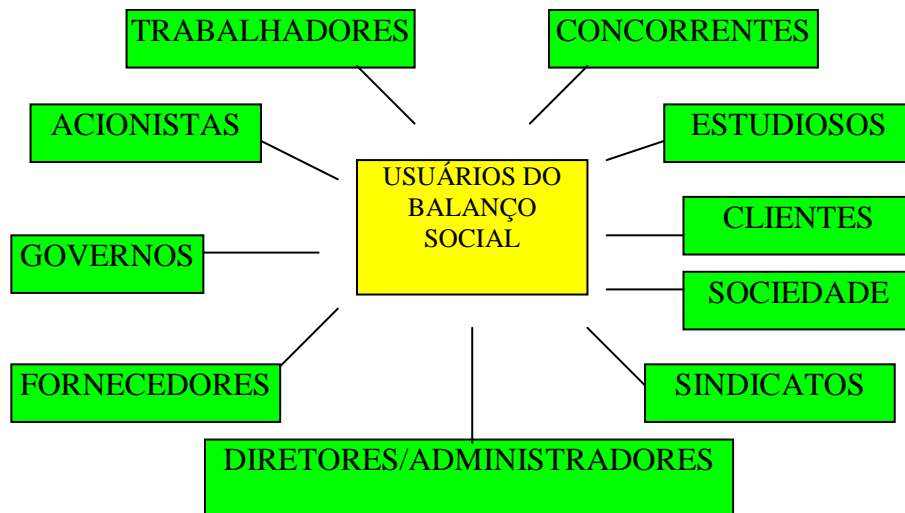 TRABALHADORES
CONCORRENTES
ACIONISTAS
ESTUDIOSOS
USUÁRIOS DO
BALANÇO
SOCIAL
CLIENTES
GOVERNOS
SOCIEDADE
FORNECEDORES
SINDICATOS
DIRETORES/ADMINISTRADORES